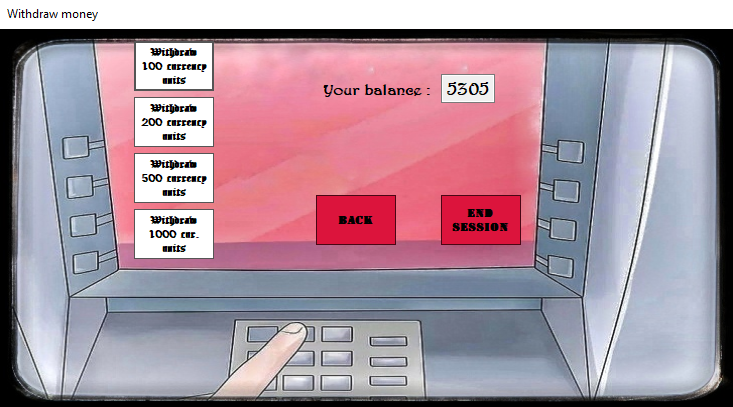 Withdraw money
Withdraw
100 currency
units
Your balance :
5305
Withdraw
200 currency
units
Withdraw
500 currency
units
Withdraw
1000 cur.
units
BACK
END
SESSION